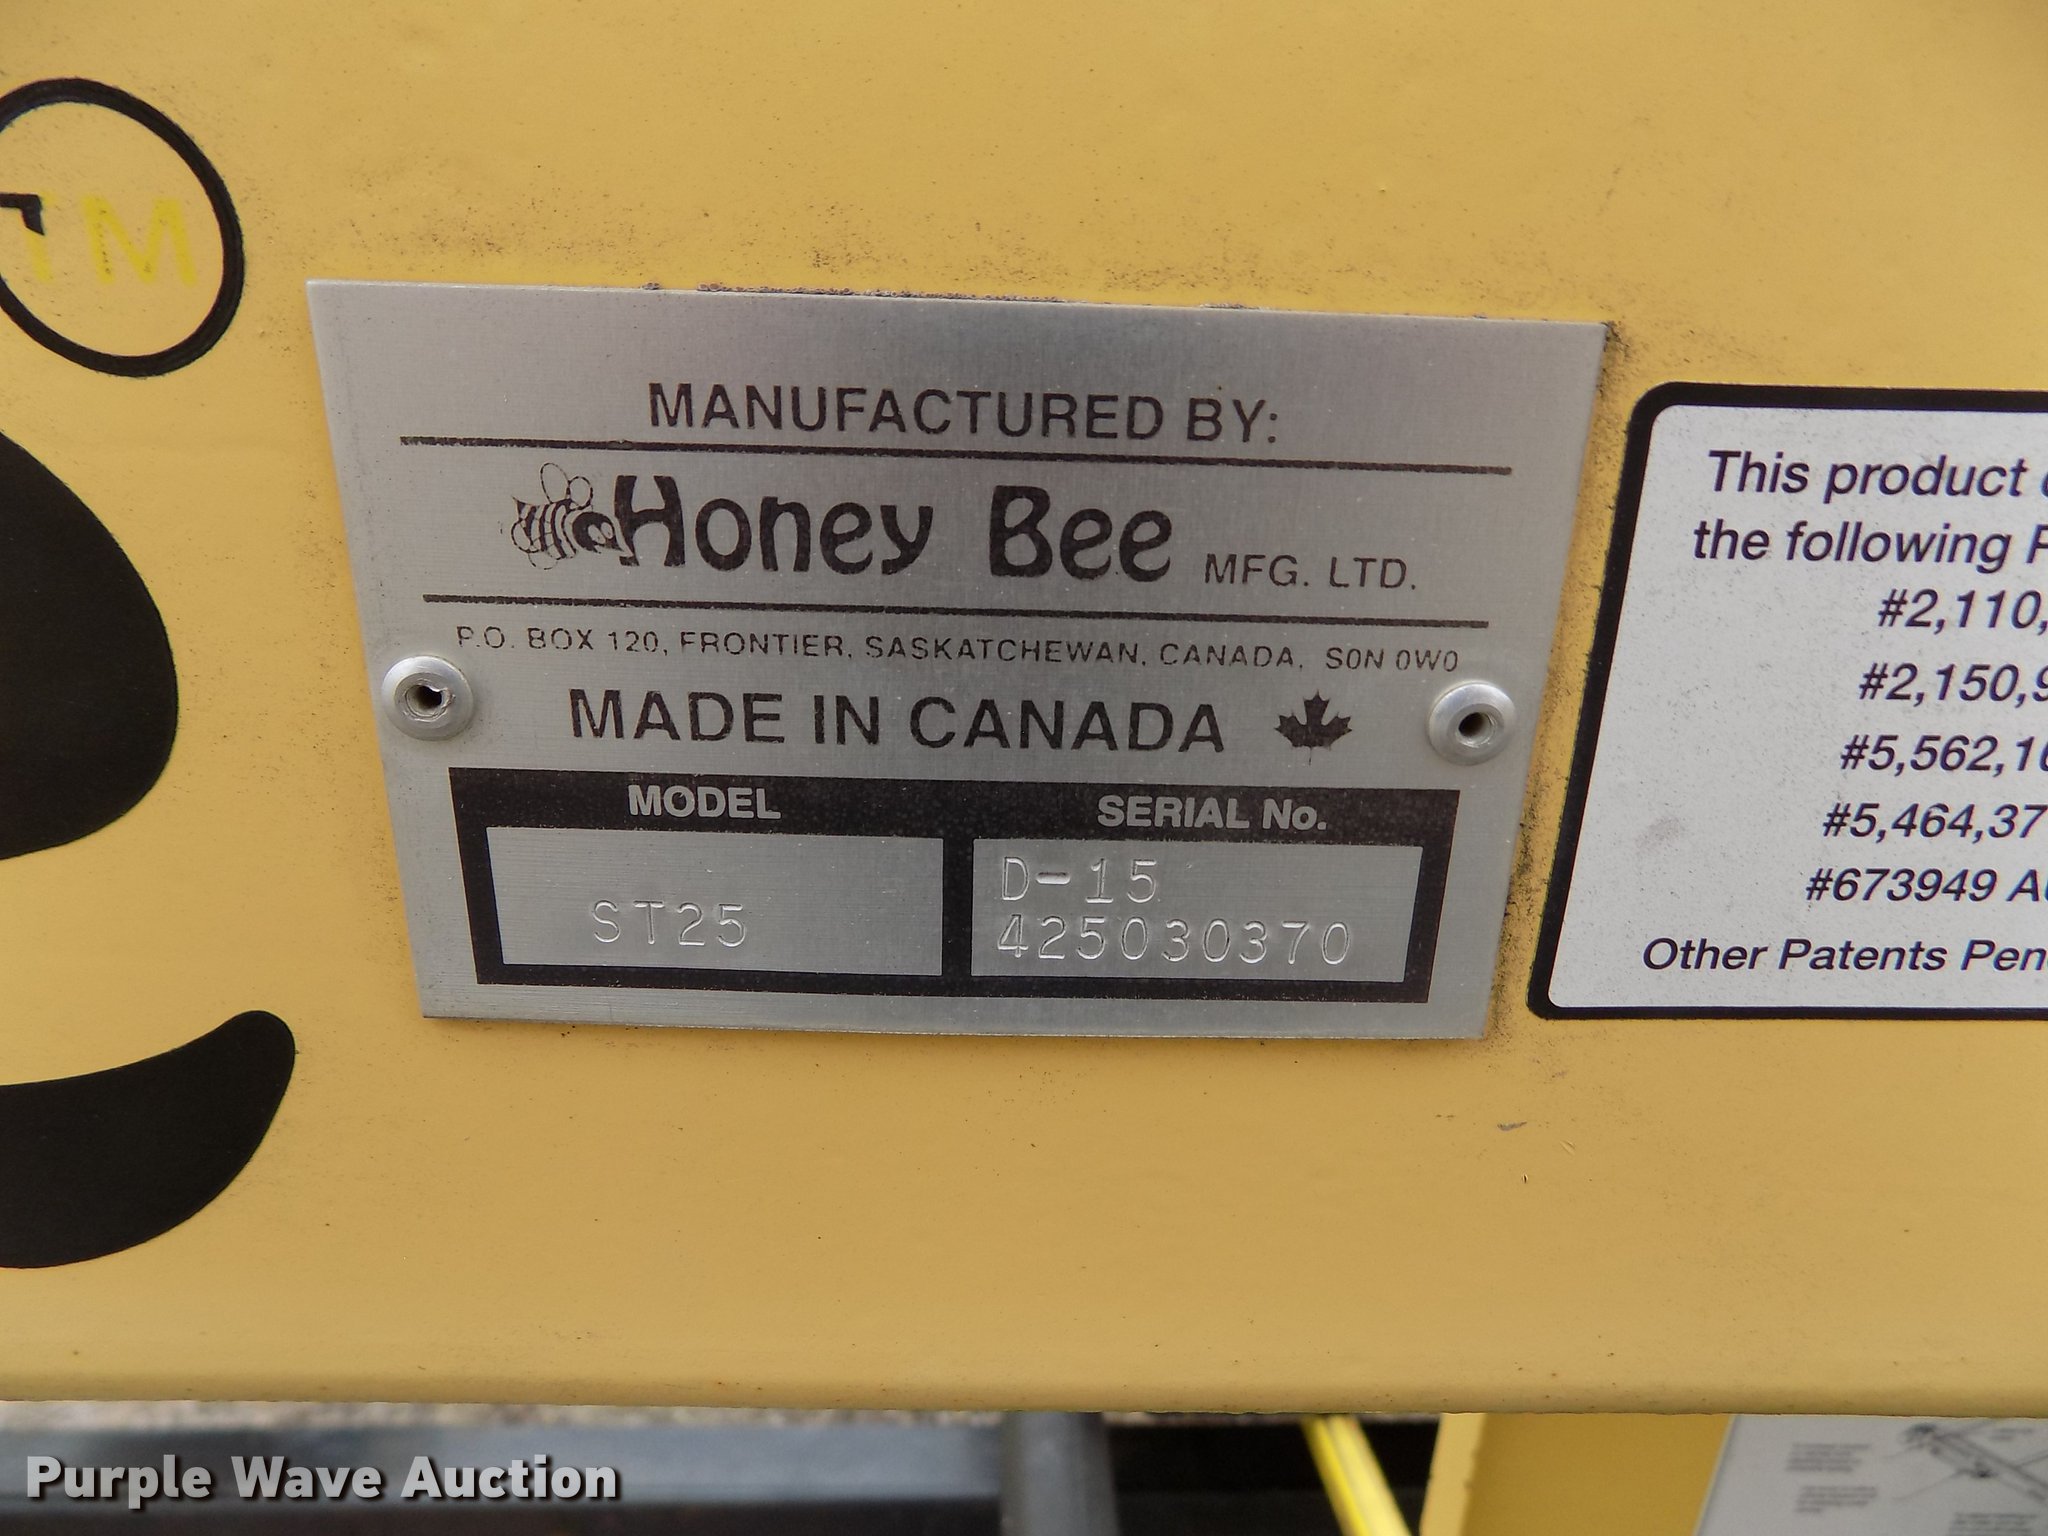 TM
MANUFACTURED BY:
Honey Bee MFG. LTD.
P.O. BOX 120, FRONTIER, SASKATCHEWAN, CANADA, S0N 0W0
MADE IN CANADA
MODEL SERIAL No.
ST25
D-15
425030370
This product
the following
#2,110,
#2,150,9
#5,562,16
#5,464,37
#673949
Other Patents
Purple Wave Auction